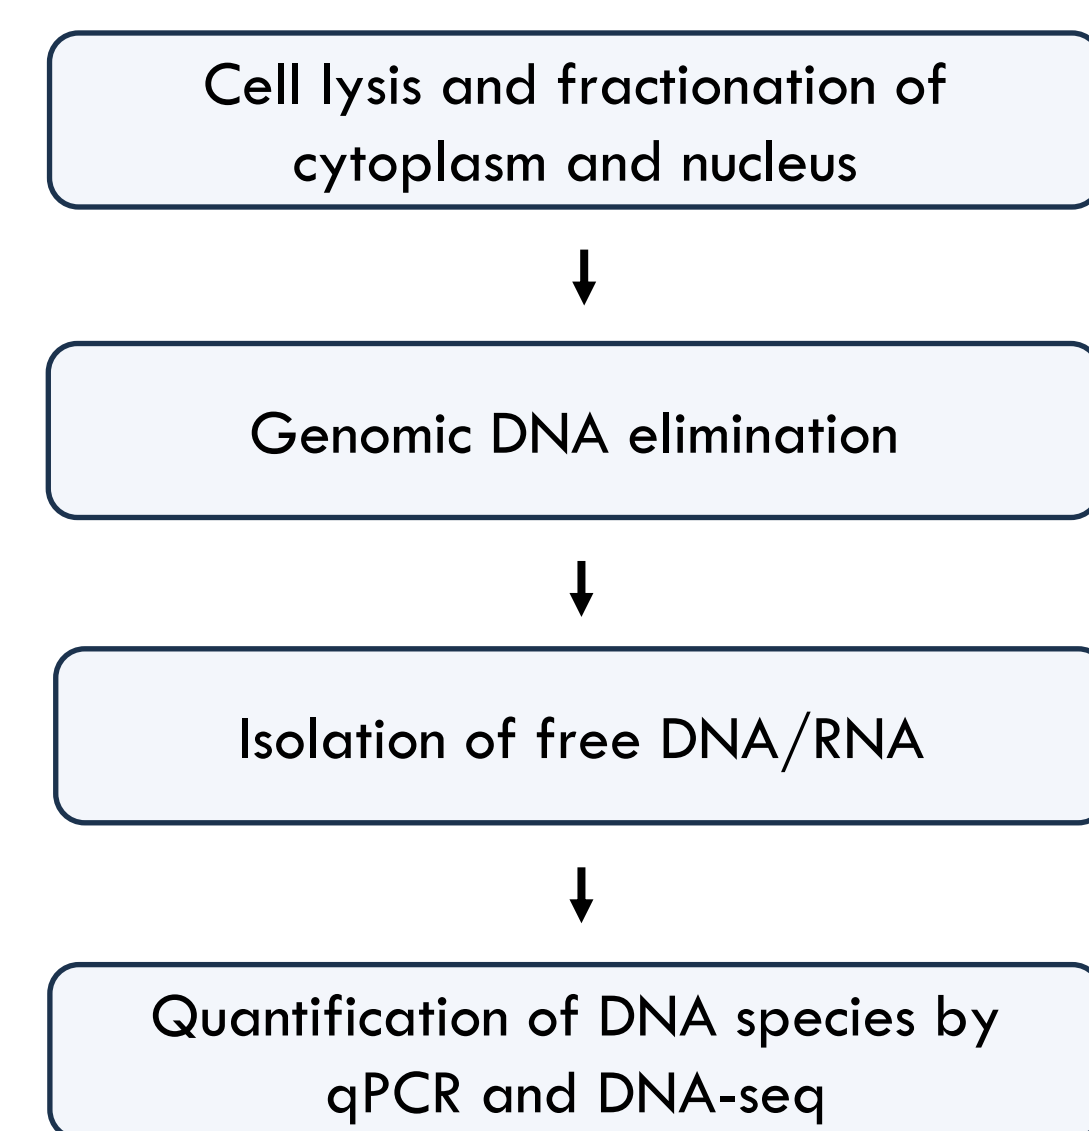 Cell lysis and fractionation of
cytoplasm and nucleus
Genomic DNA elimination
Isolation of free DNA/RNA
Quantification of DNA species by
qPCR and DNA-seq